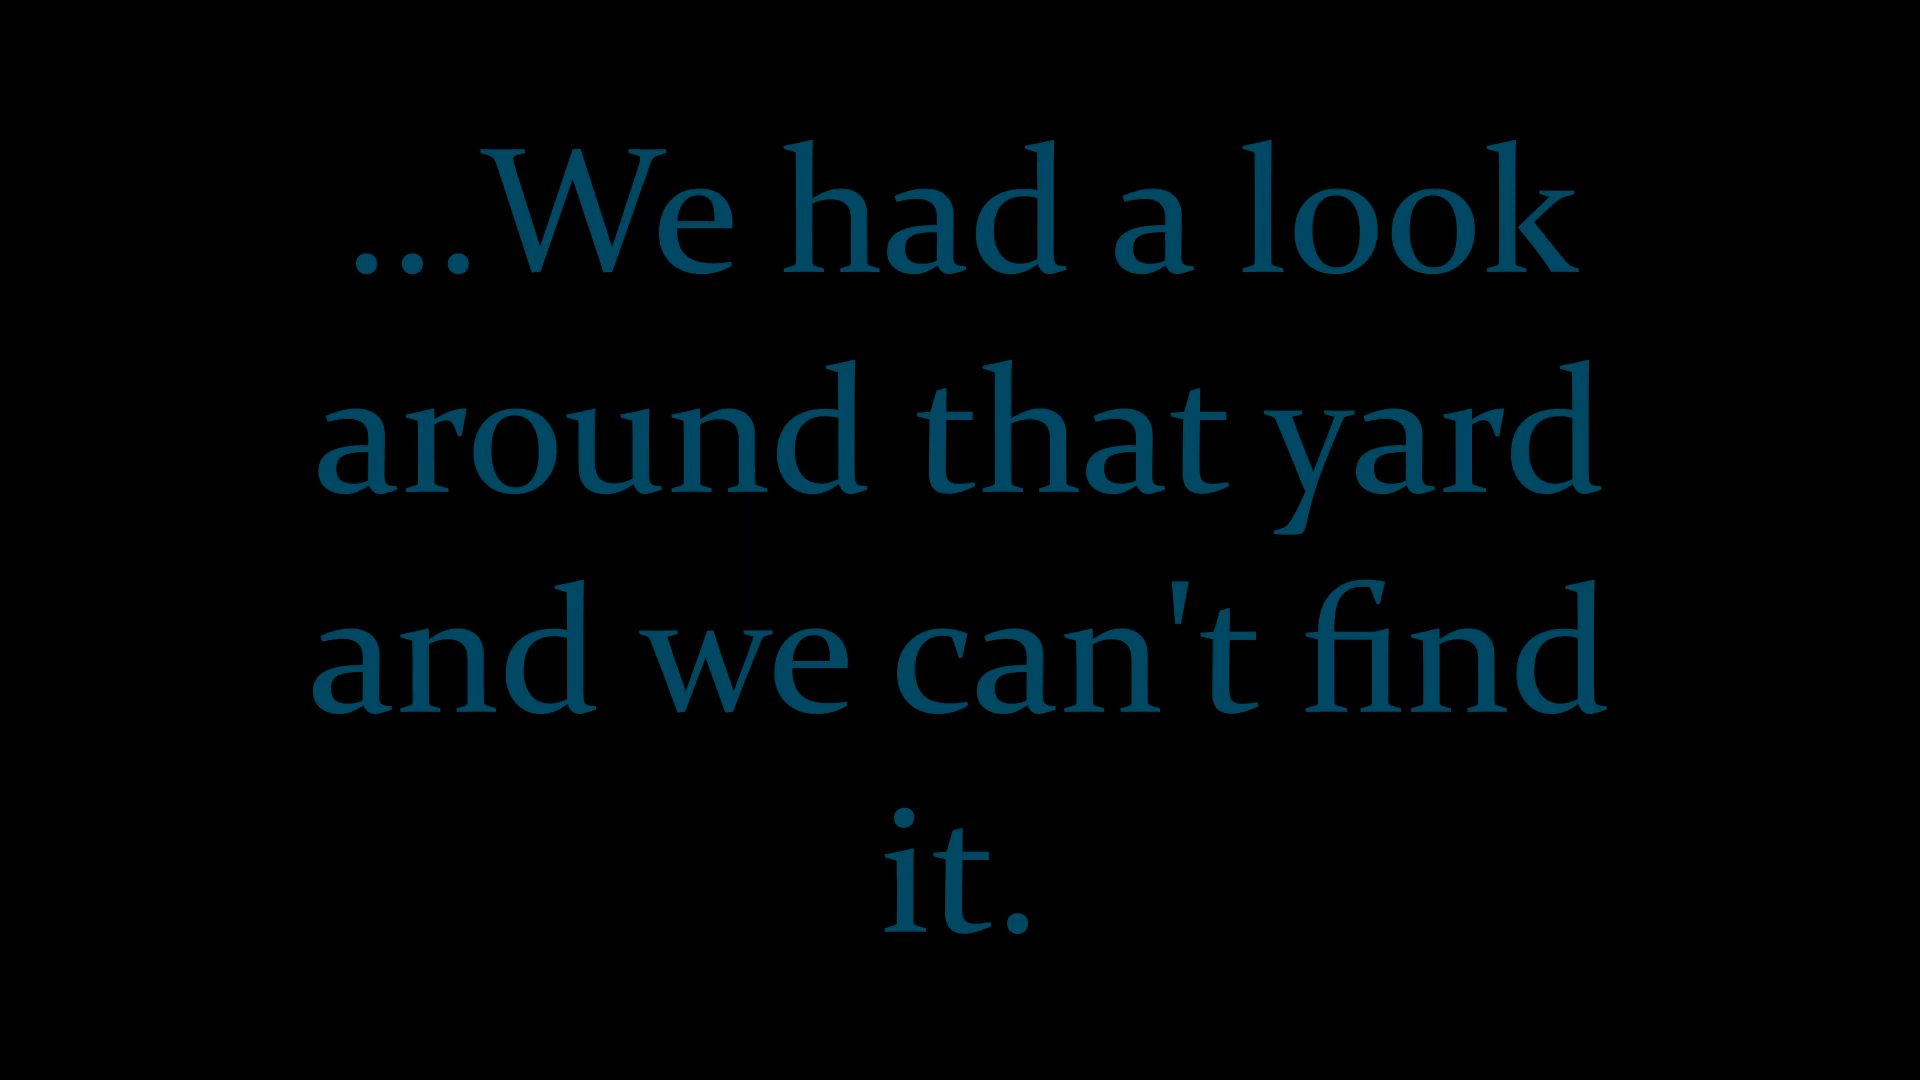 ...We had a look
around that yard
and we can't find
it.